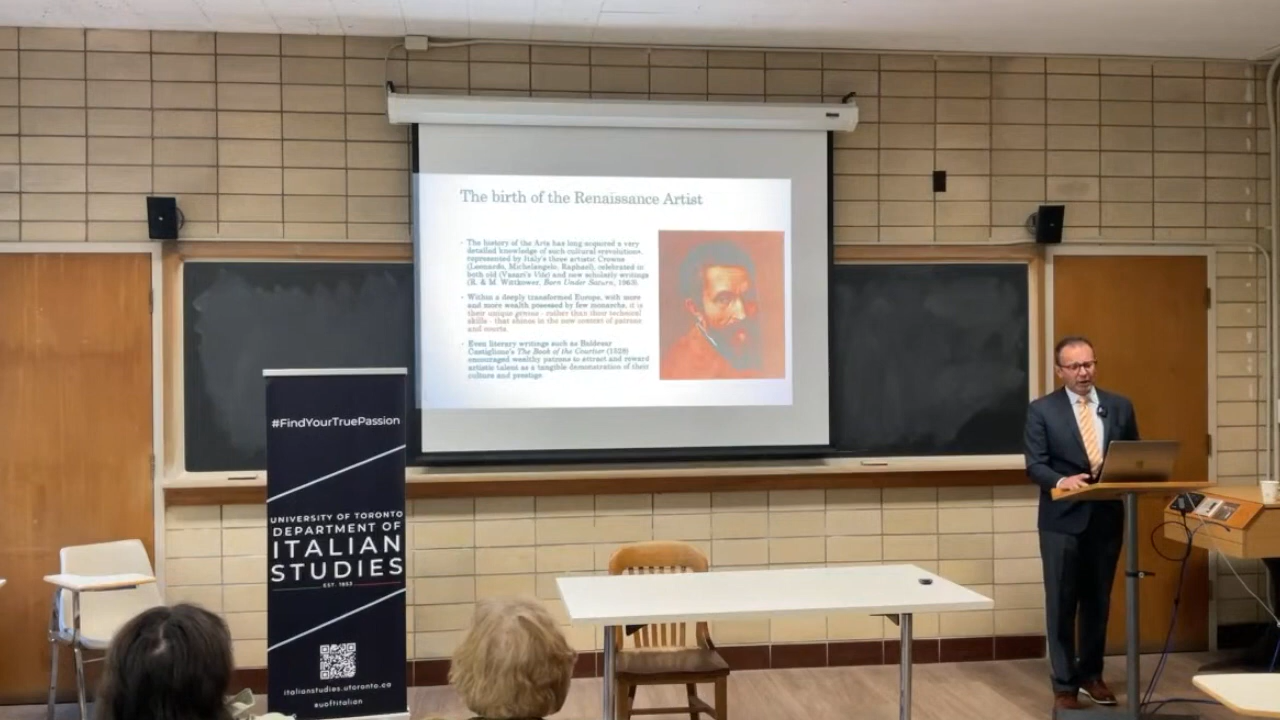 The birth of the Renaissance Artist
The history of the Arts has long acquired a very
detailed knowledge of such cultural «revolution»,
represented by Italy's three artistic Crowns
(Leonardo, Michelangelo, Raphael), celebrated in
both old (Vasari's Vite) and new scholarly writings
(R. & M. Wittkower, Born Under Saturn, 1963)
Within a deeply transformed Europe, with more
and more wealth possessed by few monarchs, it is
their unique genius - rather than their technical
skills - that shines in the new context of patrons
and courts.
Even literary writings such as Baldesar
Castiglione's The Book of the Courtier (1528)
encouraged wealthy patrons to attract and reward
artistic talent as a tangible demonstration of their
culture and prestige
#FindYourTruePassion
UNIVERSITY OF TORONTO
DEPARTMENT OF
ITALIAN
STUDIES
EST. 1853
italianstudies.utoronto.ca
#uoftitalian